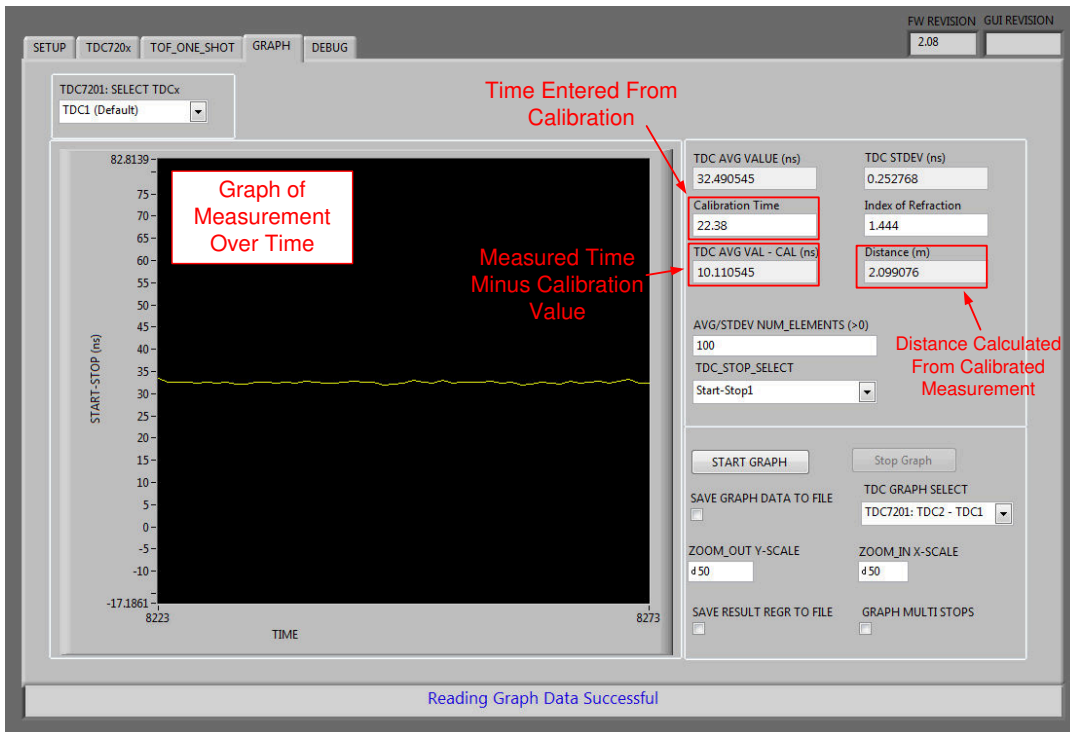 FW REVISION GUI REVISION
2.08
SETUP TDC720x TOF_ONE_SHOT GRAPH DEBUG
TDC7201: SELECT TDCx
TDC1 (Default)
Time Entered From
Calibration
82.8139
75
70
65
60
55
50
45
40
35
30
25
20
15
10
5
0
-5
-10
-17.1861
START-STOP (ns)
8223
8273
TIME
Graph of
Measurement
Over Time
Measured Time
Minus Calibration
Value
TDC AVG VALUE (ns)
32.490545
TDC STDEV (ns)
0.252768
Calibration Time
22.38
Index of Refraction
1.444
TDC AVG VAL - CAL (ns)
10.110545
Distance (m)
2.099076
AVG/STDEV NUM_ELEMENTS (>0)
100
TDC_STOP_SELECT
Start-Stop1
Distance Calculated
From Calibrated
Measurement
START GRAPH
Stop Graph
SAVE GRAPH DATA TO FILE
TDC GRAPH SELECT
TDC7201: TDC2 - TDC1
ZOOM_OUT Y-SCALE
d 50
ZOOM_IN X-SCALE
d 50
SAVE RESULT REGR TO FILE
GRAPH MULTI STOPS
Reading Graph Data Successful